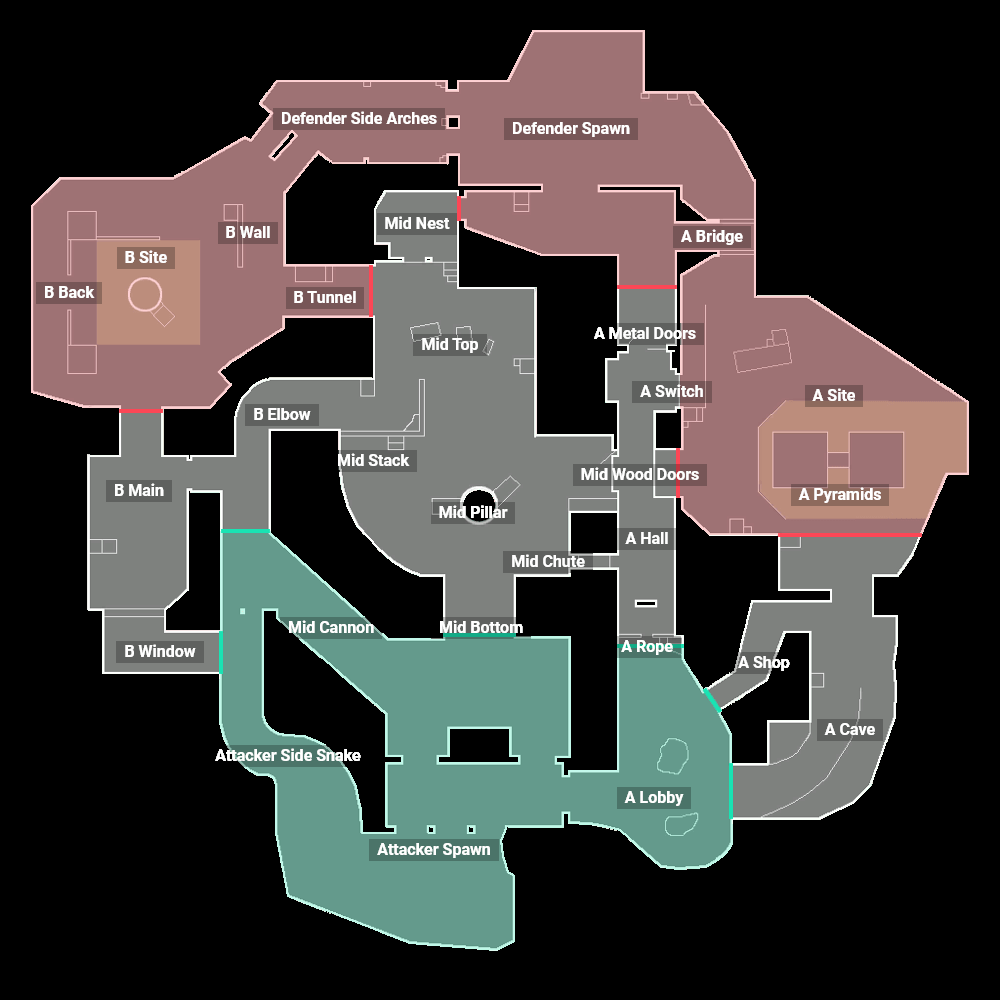 Defender Side Arches
Defender Spawn
Mid Nest
B Wall
A Bridge
B Site
B Back
B Tunnel
A Metal Doors
Mid Top
A Switch
A Site
B Elbow
Mid Stack
Mid Wood Doors
B Main
A Pyramids
Mid Pillar
A Hall
Mid Chute
Mid Cannon
Mid Bottom
A Rope
B Window
A Shop
A Cave
Attacker Side Snake
A Lobby
Attacker Spawn